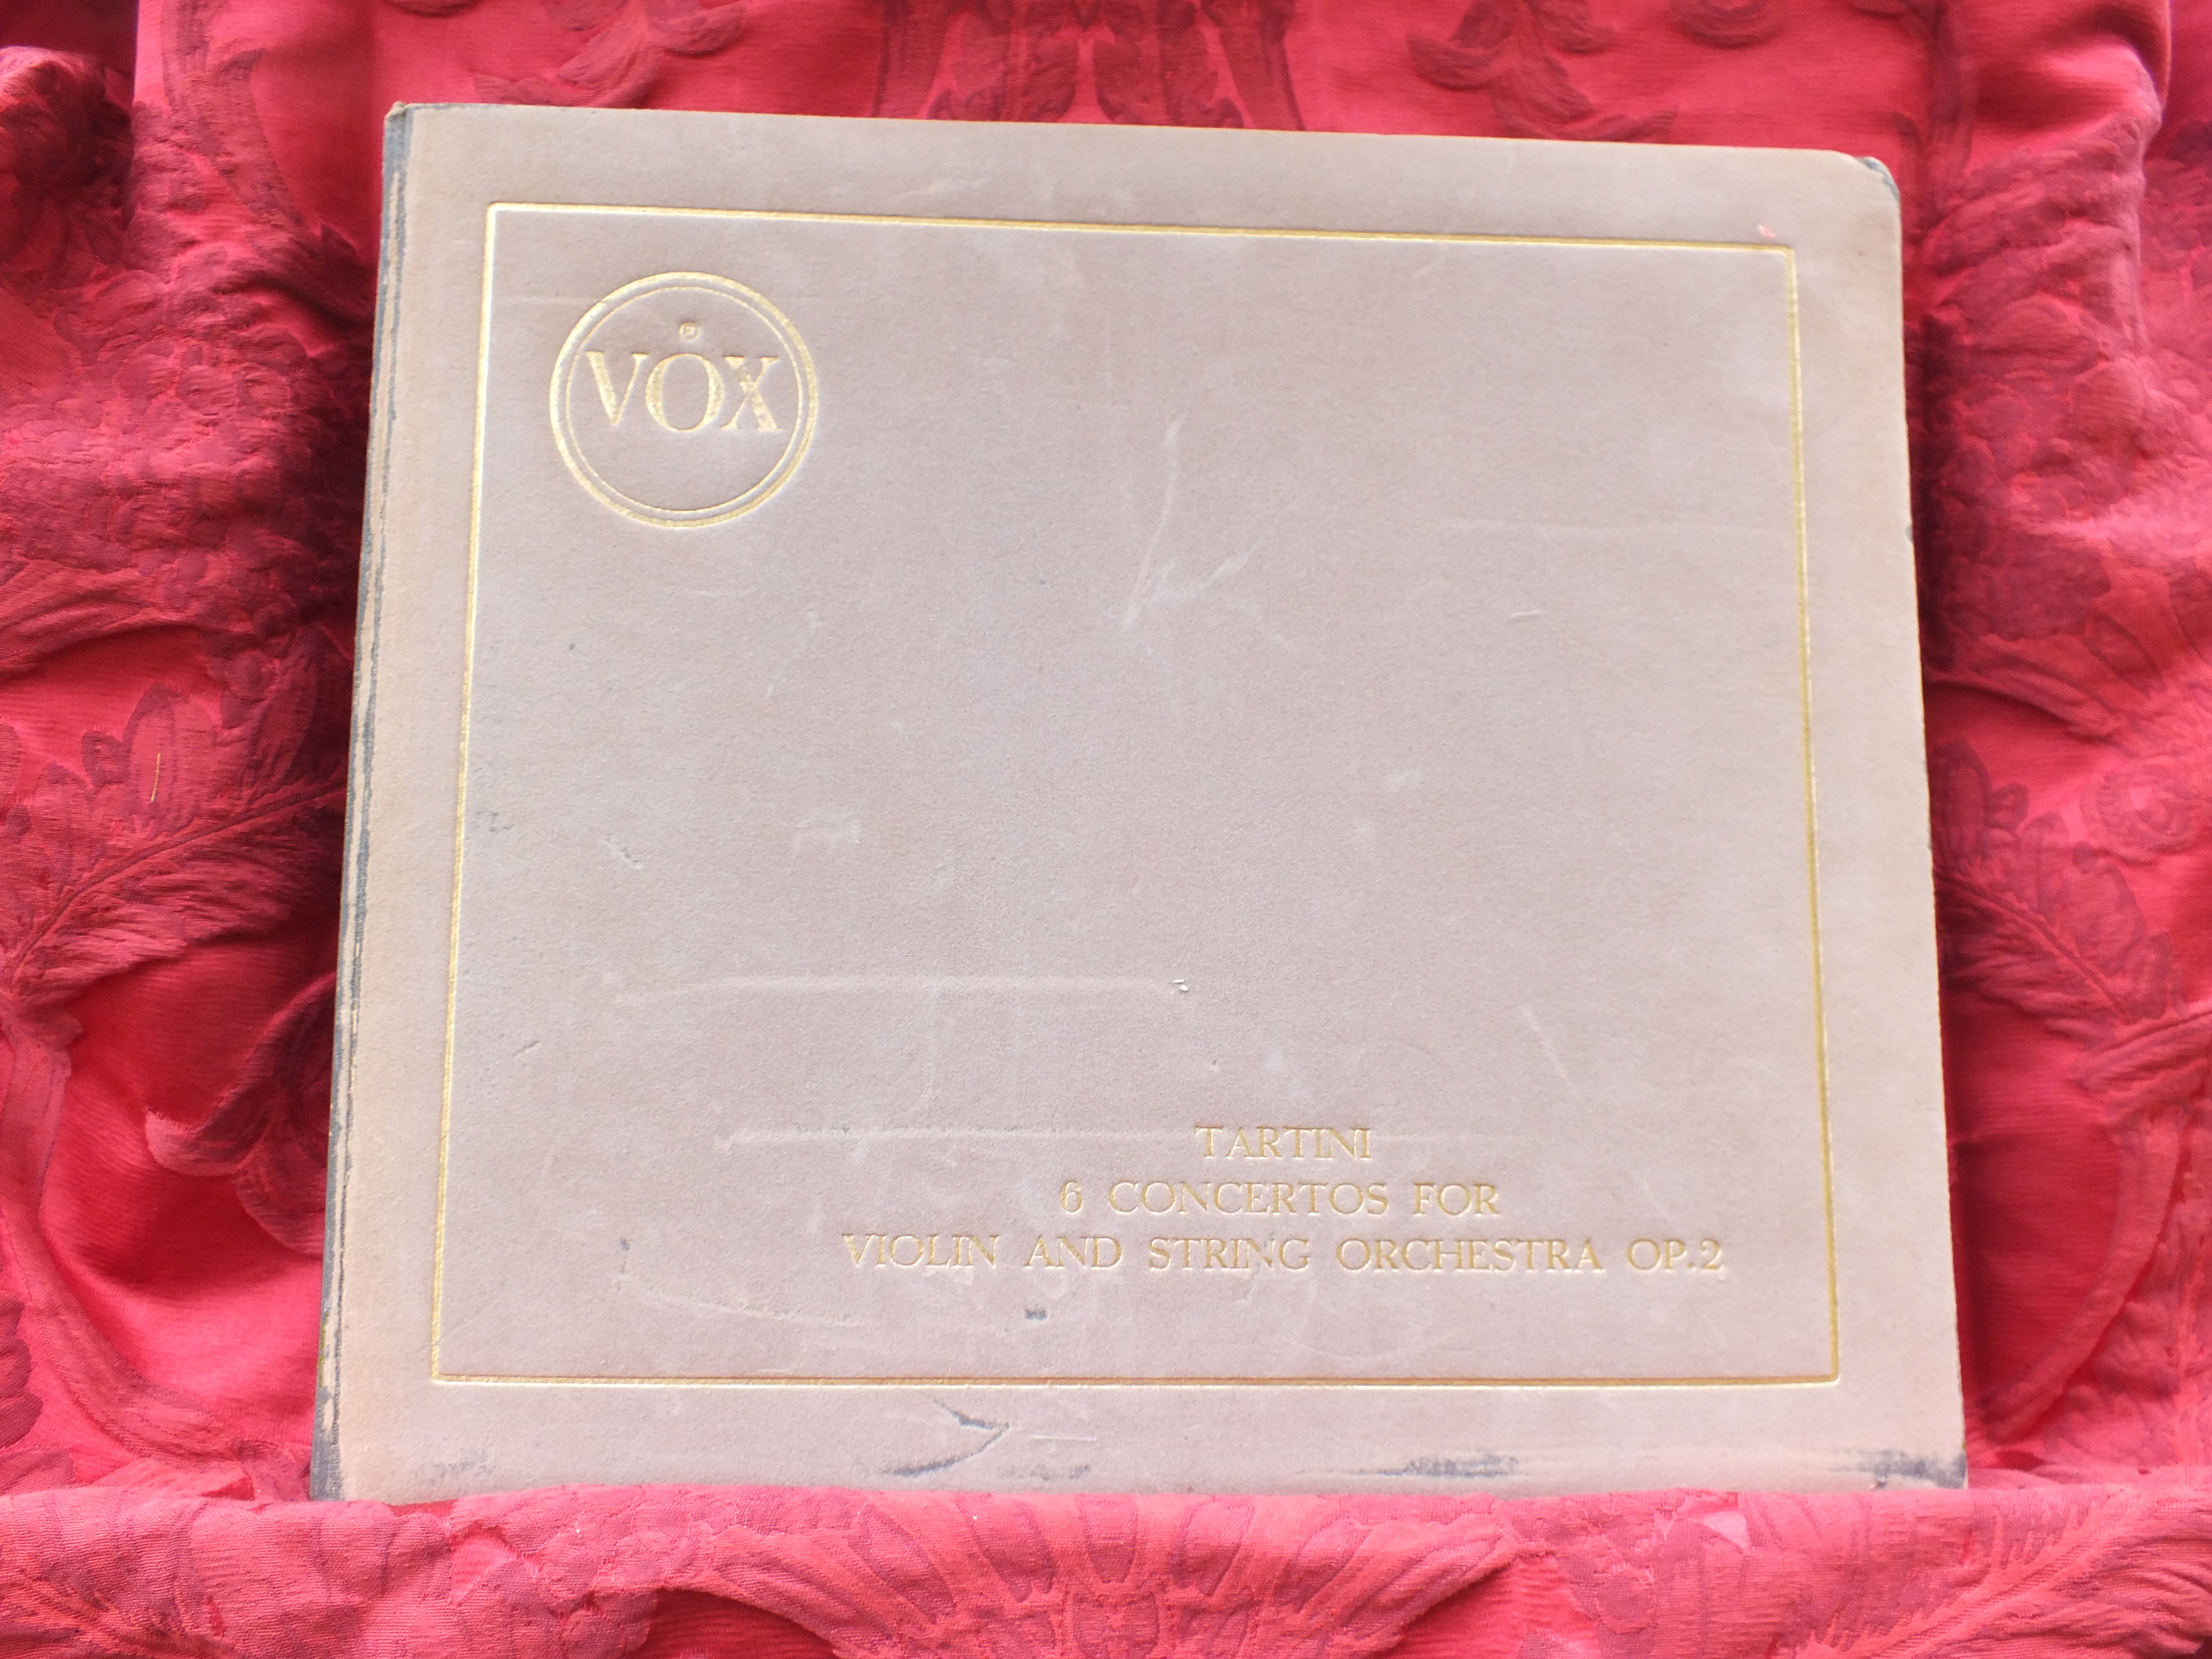 ®
VOX
TARTINI
6 CONCERTOS FOR
VIOLIN AND STRING ORCHESTRA OP.2